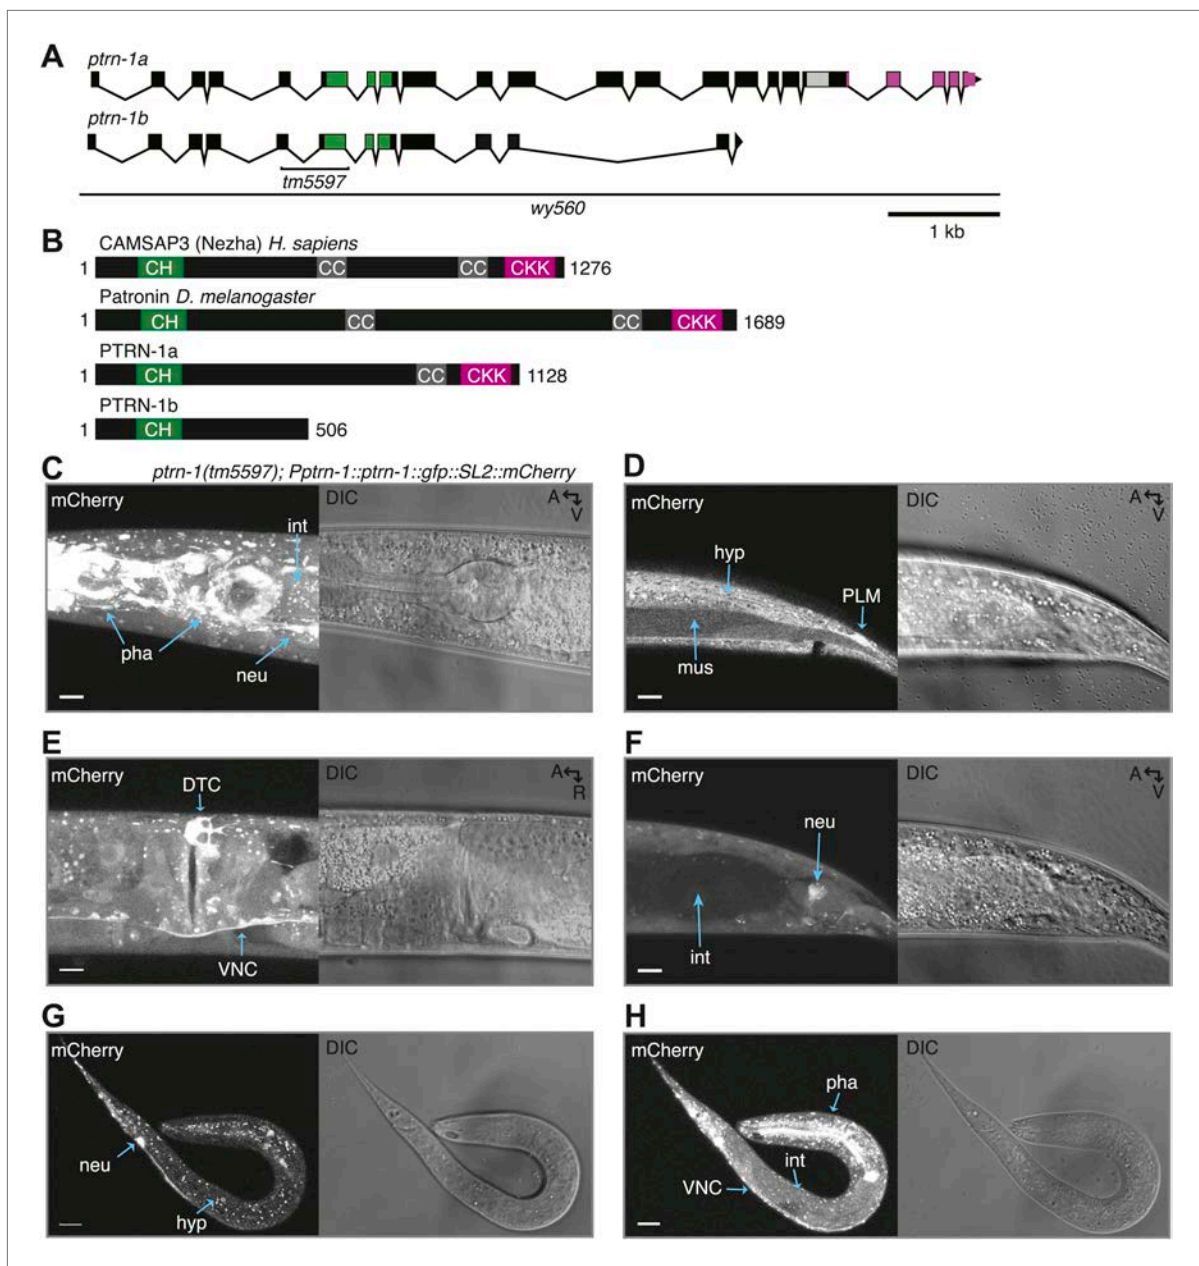 A
ptrn-1a
ptrn-1b
tm5597
wy560
1 kb
B
CAMSAP3 (Nezha) H. sapiens
1 CH CC CC CKK 1276
Patronin D. melanogaster
1 CH CC CC CKK 1689
PTRN-1a
1 CH CC CKK 1128
PTRN-1b
1 CH 506
C
ptrn-1(tm5597); Pptrn-1::ptrn-1::gfp::SL2::mCherry
mCherry
int
pha
neu
DIC
A
V
D
mCherry
hyp
PLM
mus
DIC
A
V
E
mCherry
DTC
VNC
DIC
A
R
F
mCherry
neu
int
DIC
A
V
G
mCherry
neu
hyp
DIC
H
mCherry
pha
int
VNC
DIC